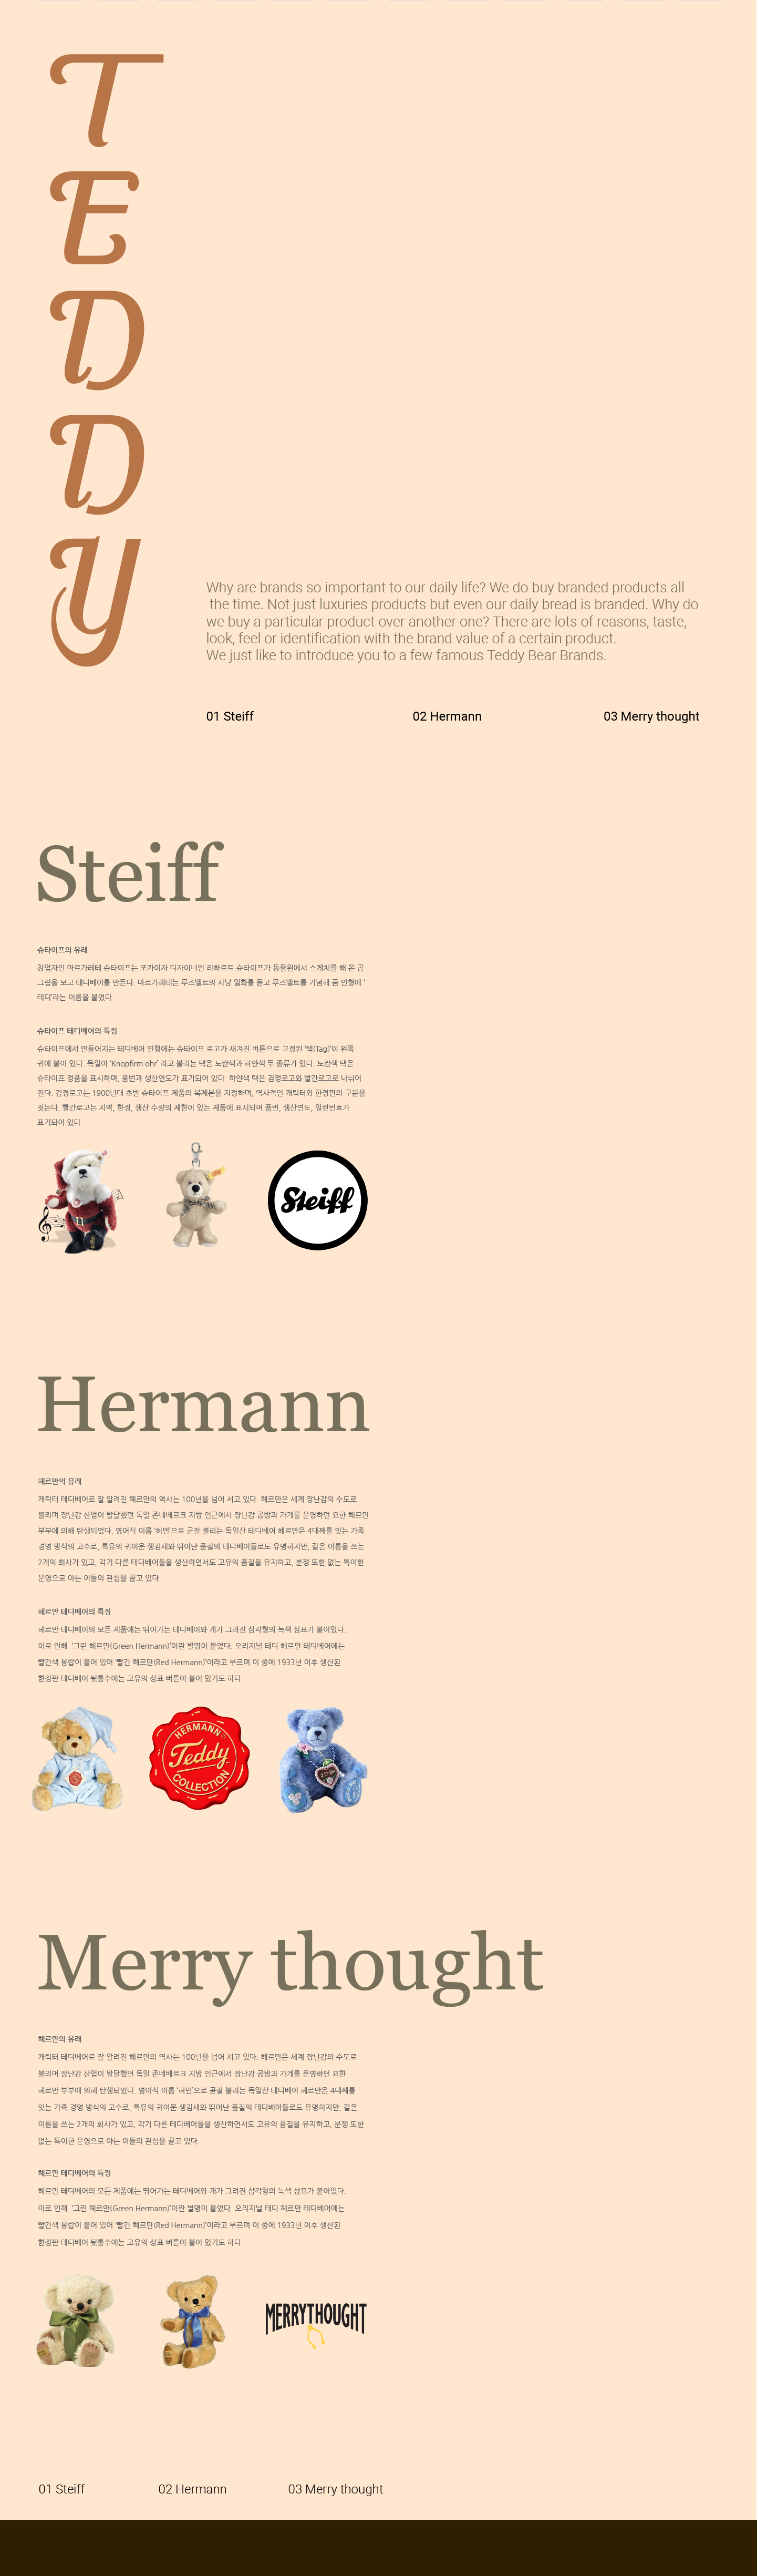 TEDDY
Why are brands so important to our daily life? We do buy branded products all
the time. Not just luxuries products but even our daily bread is branded. Why do
we buy a particular product over another one? There are lots of reasons, taste,
look, feel or identification with the brand value of a certain product.
We just like to introduce you to a few famous Teddy Bear Brands.
01 Steiff
02 Hermann
03 Merry thought
Steiff
슈타이프의 유래
창업자인 마르가레테 슈타이프는 조카이자 디자이너인 리하르트 슈타이프가 동물원에서 스케치를 해 온 곰
그림을 보고 테디베어를 만든다. 마르가레테는 루즈벨트의 사냥 일화를 듣고 루즈벨트를 기념해 곰 인형에 '
테디'라는 이름을 붙였다.
슈타이프 테디베어의 특징
슈타이프에서 만들어지는 테디베어 인형에는 슈타이프 로고가 새겨진 버튼으로 고정된 '택(Tag)'이 왼쪽
귀에 붙어 있다. 독일어 'Knopfirm ohr' 라고 불리는 택은 노란색과 하얀색 두 종류가 있다. 노란색 택은
슈타이프 정품을 표시하며, 품번과 생산연도가 표기되어 있다. 하얀색 택은 검정로고와 빨간로고로 나뉘어
진다. 검정로고는 1900년대 초반 슈타이프 제품의 복제본을 지정하며, 역사적인 캐릭터와 한정판의 구분을
짓는다. 빨간로고는 지역, 한정, 생산 수량의 제한이 있는 제품에 표시되며 품번, 생산연도, 일련번호가
표기되어 있다.
Steiff
Hermann
헤르만의 유래
캐릭터 테디베어로 잘 알려진 헤르만의 역사는 100년을 넘어 서고 있다. 헤르만은 세계 장난감의 수도로
불리며 장난감 산업이 발달했던 독일 존네베르크 지방 인근에서 장난감 공방과 가게를 운영하던 요한 헤르만
부부에 의해 탄생되었다. 영어식 이름 '허먼'으로 곧잘 불리는 독일산 테디베어 헤르만은 4대째를 잇는 가족
경영 방식의 고수로, 특유의 귀여운 생김새와 뛰어난 품질의 테디베어들로도 유명하지만, 같은 이름을 쓰는
2개의 회사가 있고, 각기 다른 테디베어들을 생산하면서도 고유의 품질을 유지하고, 분쟁 또한 없는 특이한
운영으로 아는 이들의 관심을 끌고 있다.
헤르만 테디베어의 특징
헤르만 테디베어의 모든 제품에는 뛰어가는 테디베어와 개가 그려진 삼각형의 녹색 상표가 붙어있다.
이로 인해 '그린 헤르만(Green Hermann)'이란 별명이 붙었다. 오리지널 테디 헤르만 테디베어에는
빨간색 봉랍이 붙어 있어 '빨간 헤르만(Red Hermann)'이라고 부르며 이 중에 1933년 이후 생산된
한정판 테디베어 뒷통수에는 고유의 상표 버튼이 붙어 있기도 하다.
HERMANN
Teddy
COLLECTION
Merry thought
헤르만의 유래
캐릭터 테디베어로 잘 알려진 헤르만의 역사는 100년을 넘어 서고 있다. 헤르만은 세계 장난감의 수도로
불리며 장난감 산업이 발달했던 독일 존네베르크 지방 인근에서 장난감 공방과 가게를 운영하던 요한
헤르만 부부에 의해 탄생되었다. 영어식 이름 '허먼'으로 곧잘 불리는 독일산 테디베어 헤르만은 4대째를
잇는 가족 경영 방식의 고수로, 특유의 귀여운 생김새와 뛰어난 품질의 테디베어들로도 유명하지만, 같은
이름을 쓰는 2개의 회사가 있고, 각기 다른 테디베어들을 생산하면서도 고유의 품질을 유지하고, 분쟁 또한
없는 특이한 운영으로 아는 이들의 관심을 끌고 있다.
헤르만 테디베어의 특징
헤르만 테디베어의 모든 제품에는 뛰어가는 테디베어와 개가 그려진 삼각형의 녹색 상표가 붙어있다.
이로 인해 '그린 헤르만(Green Hermann)'이란 별명이 붙었다. 오리지널 테디 헤르만 테디베어에는
빨간색 봉랍이 붙어 있어 '빨간 헤르만(Red Hermann)'이라고 부르며 이 중에 1933년 이후 생산된
한정판 테디베어 뒷통수에는 고유의 상표 버튼이 붙어 있기도 하다.
MERRYTHOUGHT
01 Steiff
02 Hermann
03 Merry thought